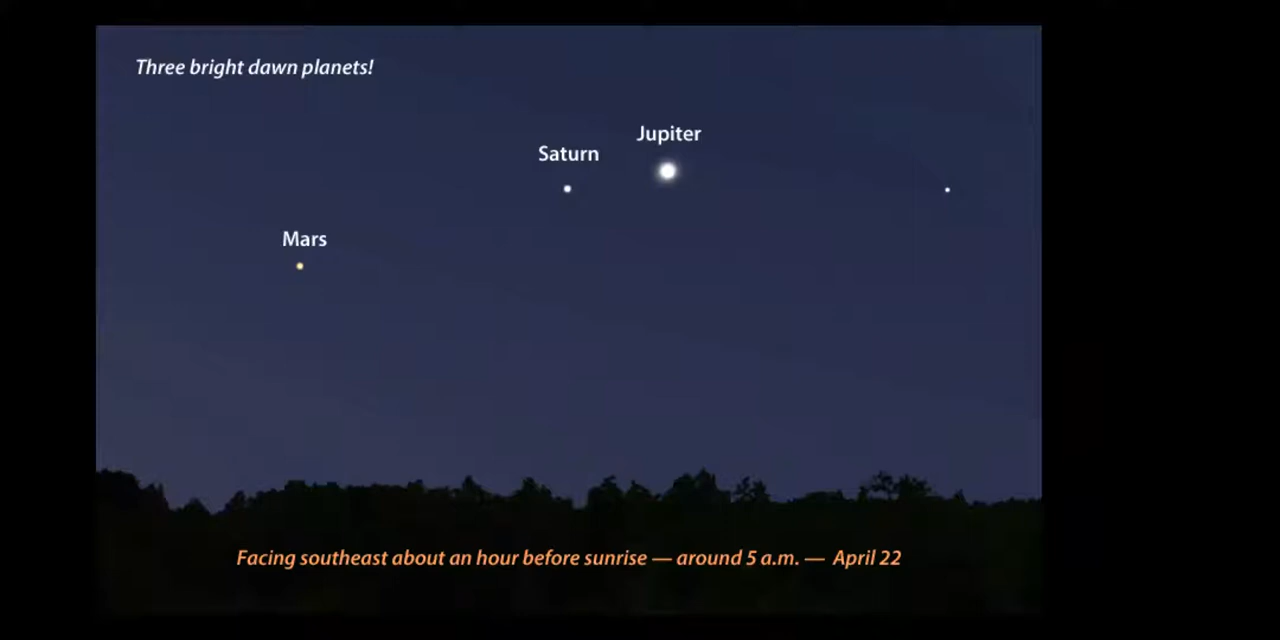 Three bright dawn planets!
Jupiter
Saturn
Mars
Facing southeast about an hour before sunrise — around 5 a.m. — April 22